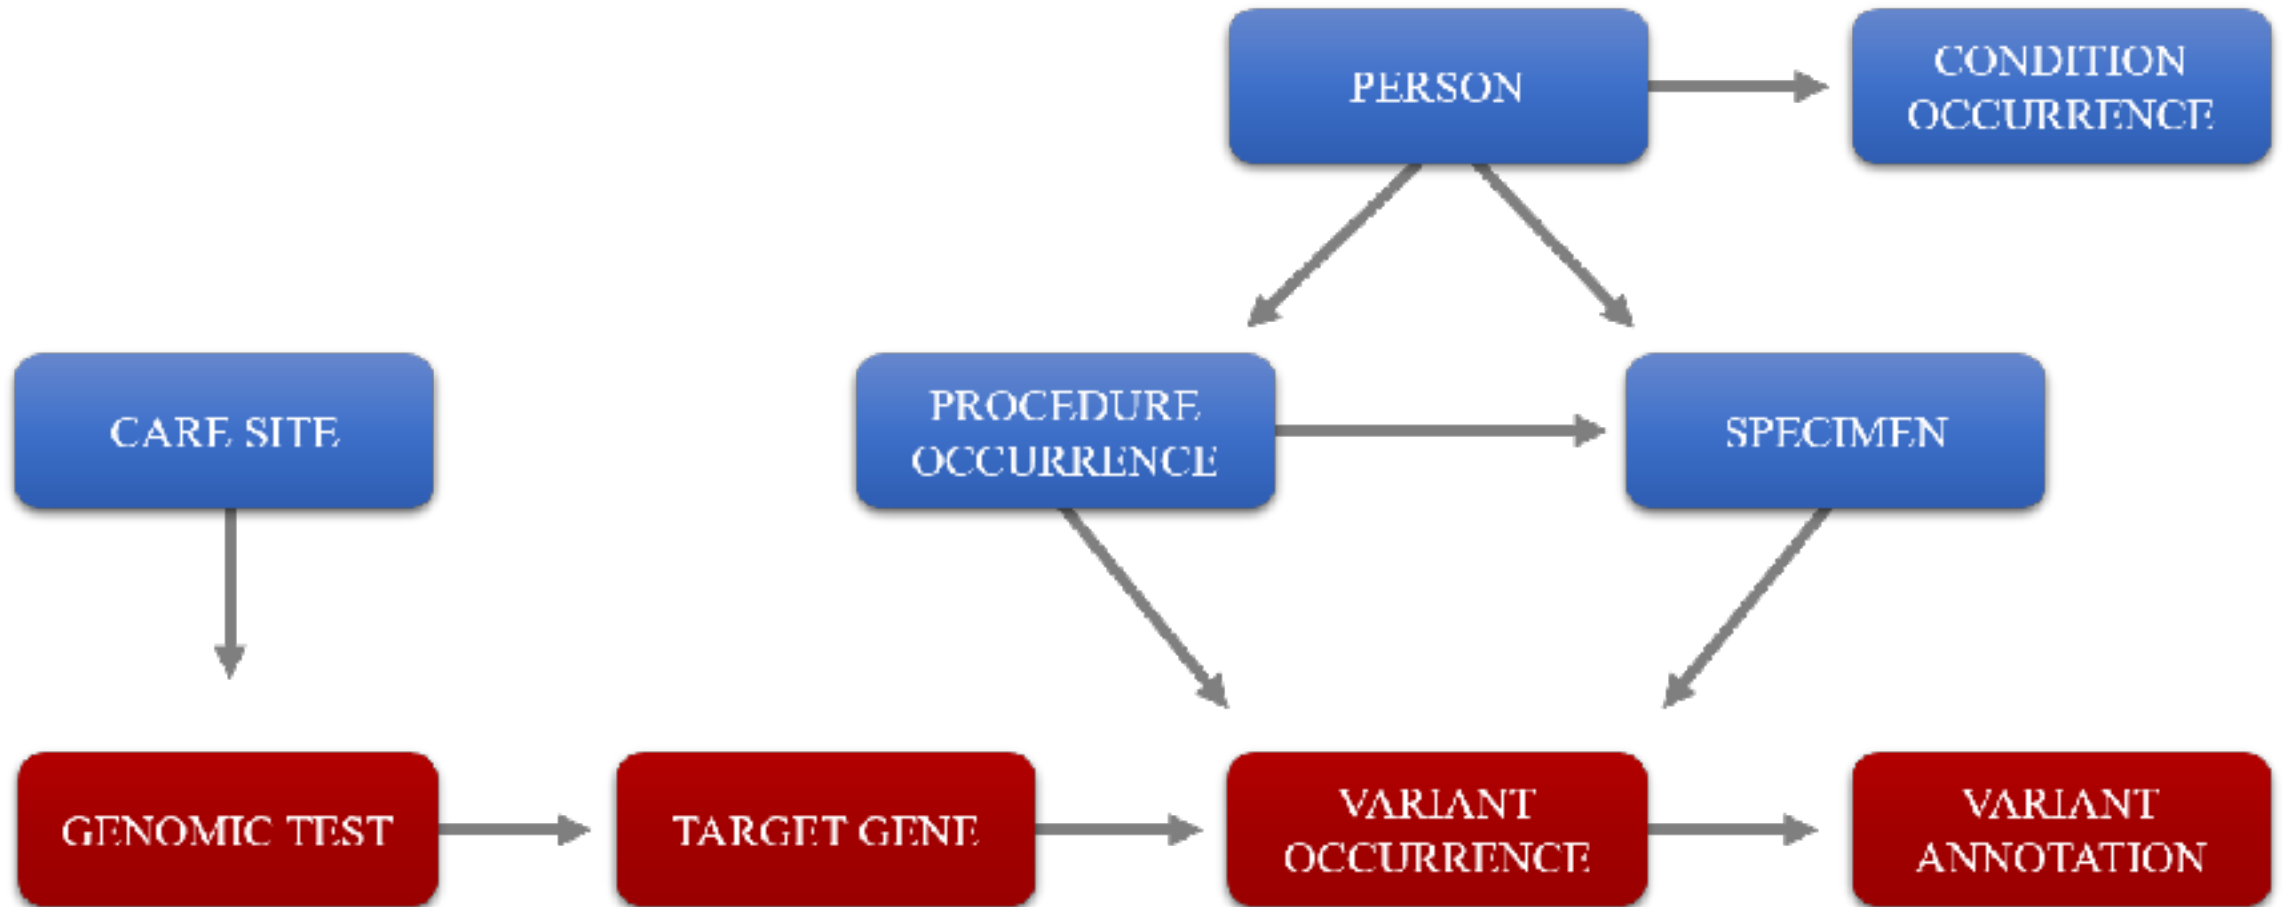 PERSON
CONDITION
OCCURRENCE
CARE SITE
PROCEDURE
OCCURRENCE
SPECIMEN
GENOMIC TEST
TARGET GENE
VARIANT
OCCURRENCE
VARIANT
ANNOTATION